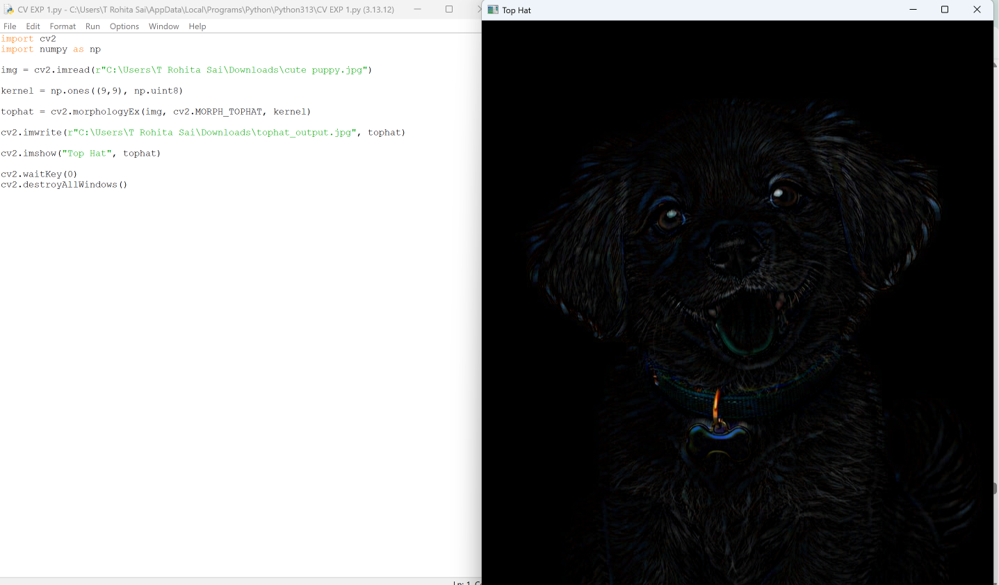 CV EXP 1.py - C:\Users\T Rohita Sai\AppData\Local\Programs\Python\Python313\CV EXP 1.py (3.13.12)
File Edit Format Run Options Window Help
import cv2
import numpy as np
img = cv2.imread(r"C:\Users\T Rohita Sai\Downloads\cute puppy.jpg")
kernel = np.ones((9,9), np.uint8)
tophat = cv2.morphologyEx(img, cv2.MORPH_TOPHAT, kernel)
cv2.imwrite(r"C:\Users\T Rohita Sai\Downloads\tophat_output.jpg", tophat)
cv2.imshow("Top Hat", tophat)
cv2.waitKey(0)
cv2.destroyAllWindows()
Top Hat